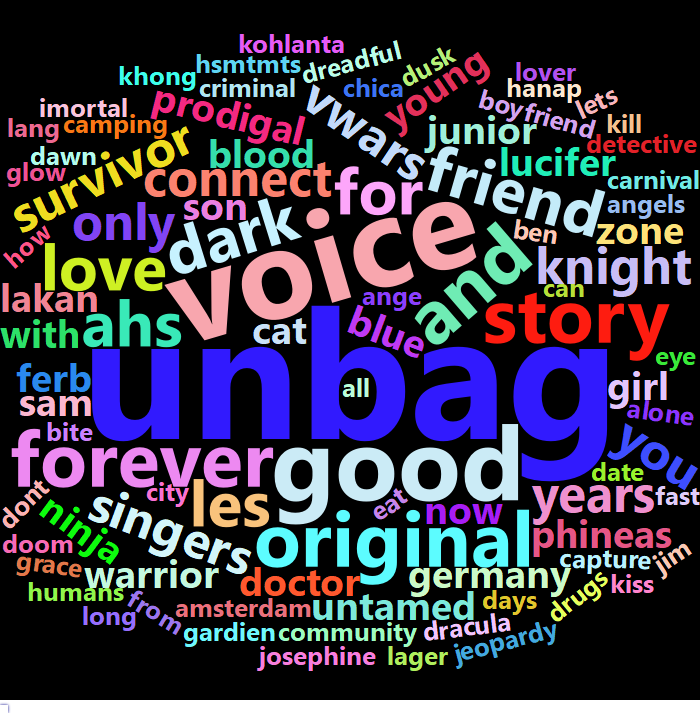 kohlanta
hsmtmts
dreadful
dusk
khong
criminal
chica
young
lover
hanap
lets
imortal
prodigal
vwars
boyfriend
kill
lang
camping
survivor
blood
junior
detective
dawn
connect
friend
lucifer
glow
son
for
carnival
angels
how
only
dark
voice
ben
zone
love
and
knight
lakan
ange
can
with
ahs
cat
blue
story
eye
ferb
unbag
all
girl
sam
alone
bite
you
forever
good
date
dont
city
les
eat
now
years
fast
ninja
singers
original
phineas
doom
jim
grace
warrior
doctor
germany
capture
kiss
humans
from
amsterdam
untamed
days
drugs
long
gardien
community
dracula
jeopardy
josephine
lager